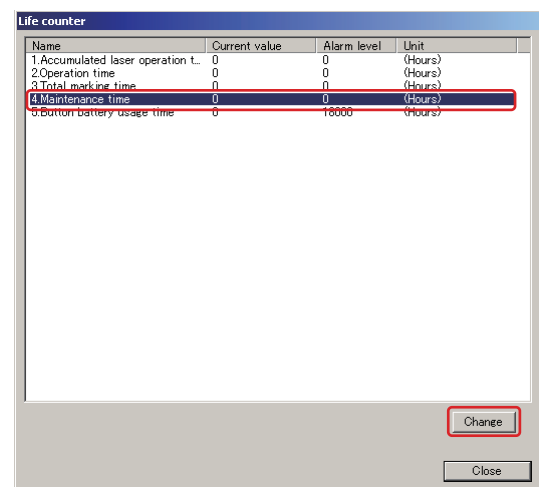 Life counter
Name Current value Alarm level Unit
1.Accumulated laser operation t... 0 0 (Hours)
2.Operation time 0 0 (Hours)
3.Total marking time 0 0 (Hours)
4.Maintenance time 0 0 (Hours)
5.Button battery usage time 0 18000 (Hours)
Change
Close